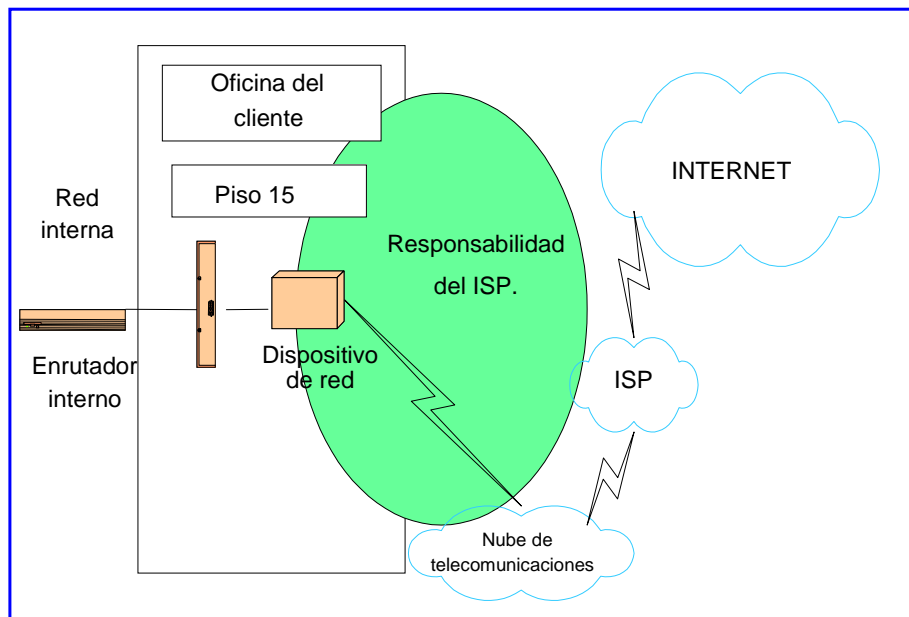 Oficina del
cliente
Piso 15
Red
interna
Enrutador
interno
Dispositivo
de red
Responsabilidad
del ISP.
INTERNET
ISP
Nube de
telecomunicaciones